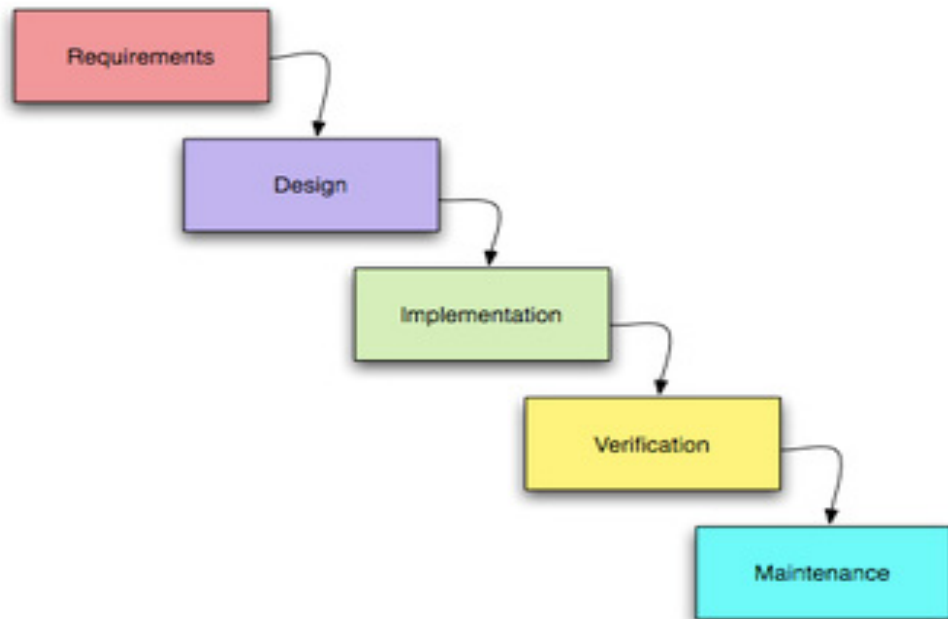 Requirements
Design
Implementation
Verification
Maintenance